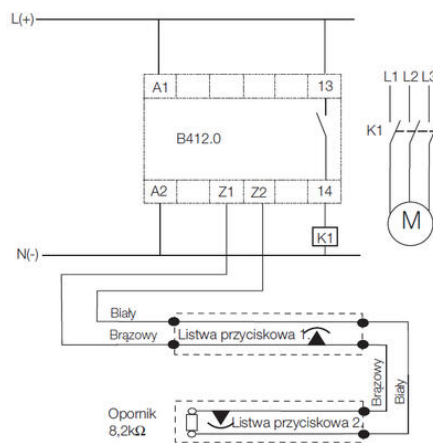 L(+)
A1
13
L1 L2 L3
B412.0
K1
A2
Z1
Z2
14
M
K1
N(-)
Biały
Brązowy
Listwa przyciskowa 1.
Brązowy
Biały
Opornik
8,2kΩ
Listwa przyciskowa 2.